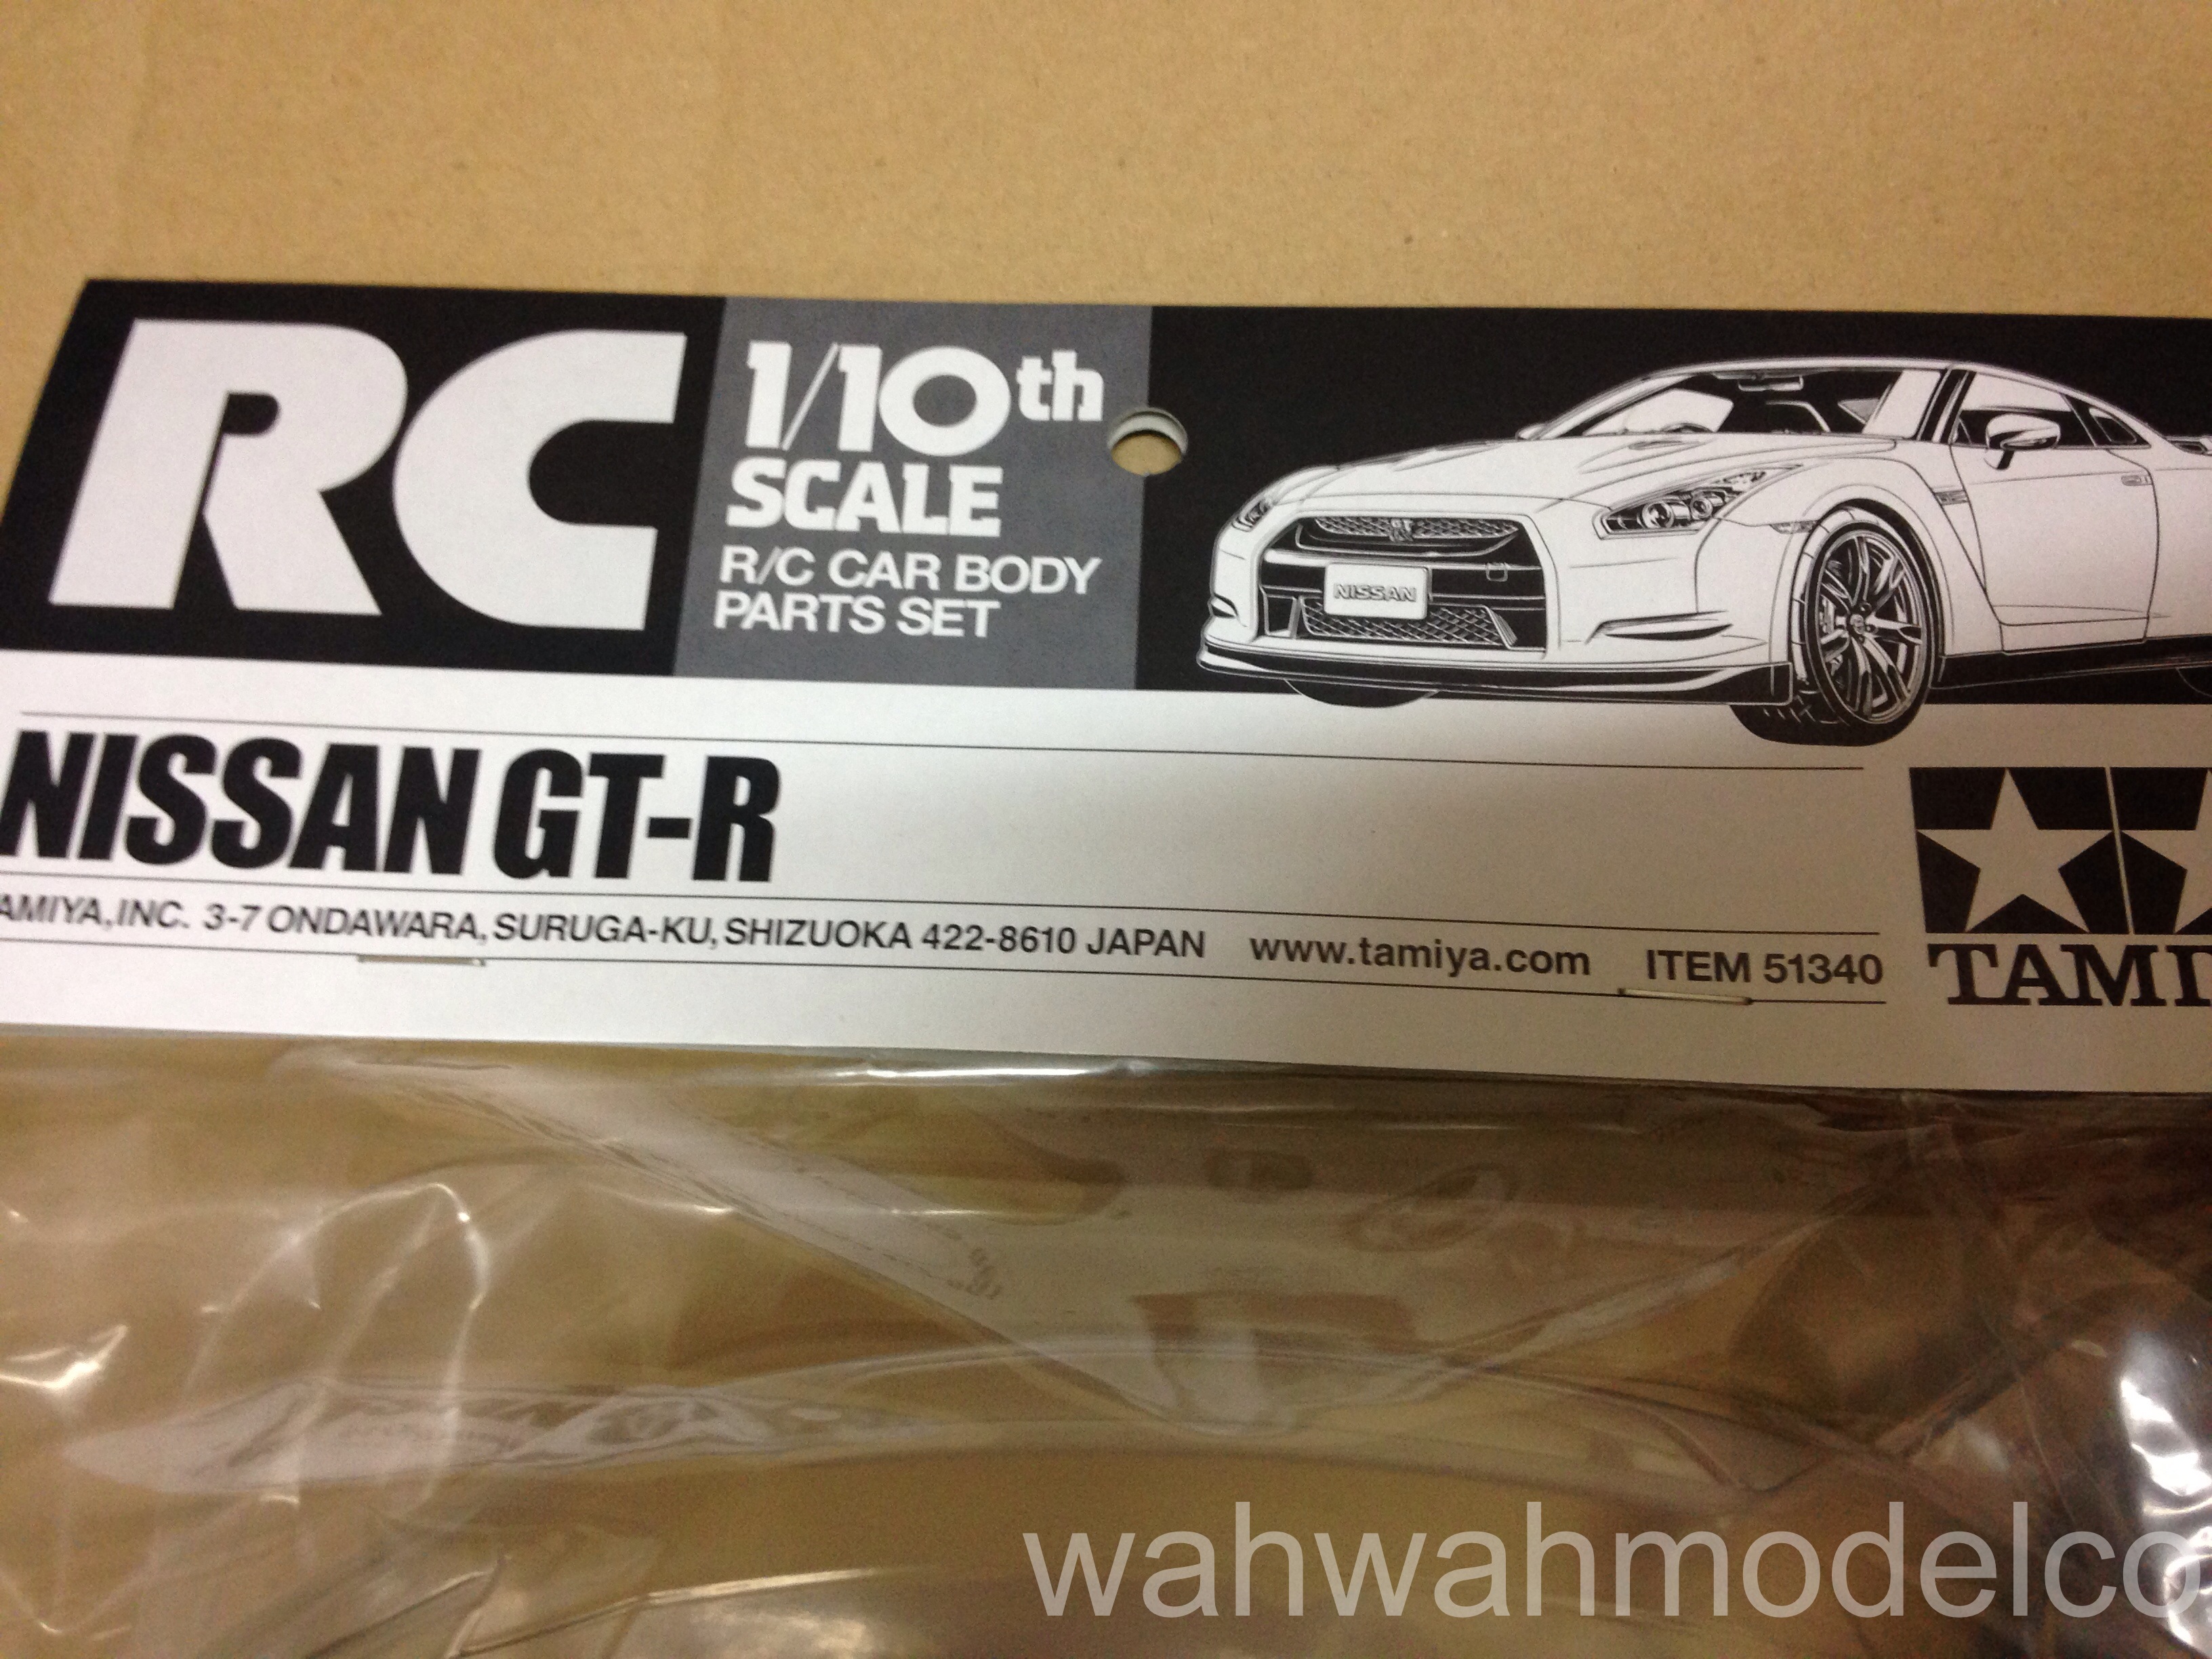 RC
1/10th
SCALE
R/C CAR BODY
PARTS SET
NISSAN
NISSAN GT-R
AMIYA,INC. 3-7 ONDAWARA, SURUGA-KU, SHIZUOKA 422-8610 JAPAN www.tamiya.com ITEM 51340
TAMI
wahwahmodelco